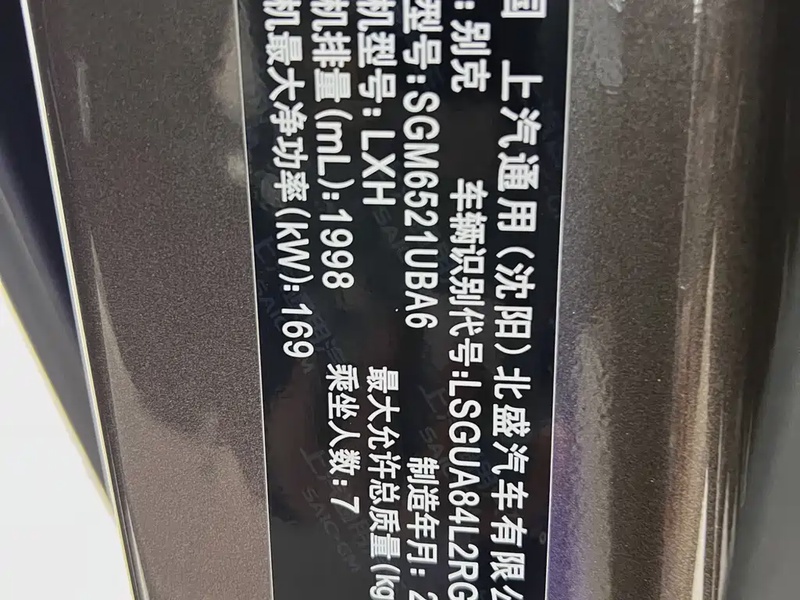 国 上汽通用(沈阳)北盛汽车有限公
:别克
车辆识别代号:LSGUA84L2RG
型号:SGM6521UBA6
制造年月:2
机型号:LXH
最大允许总质量(kg
机排量(mL):1998
乘坐人数:7
机最大净功率(kW):169
SAIC-GM